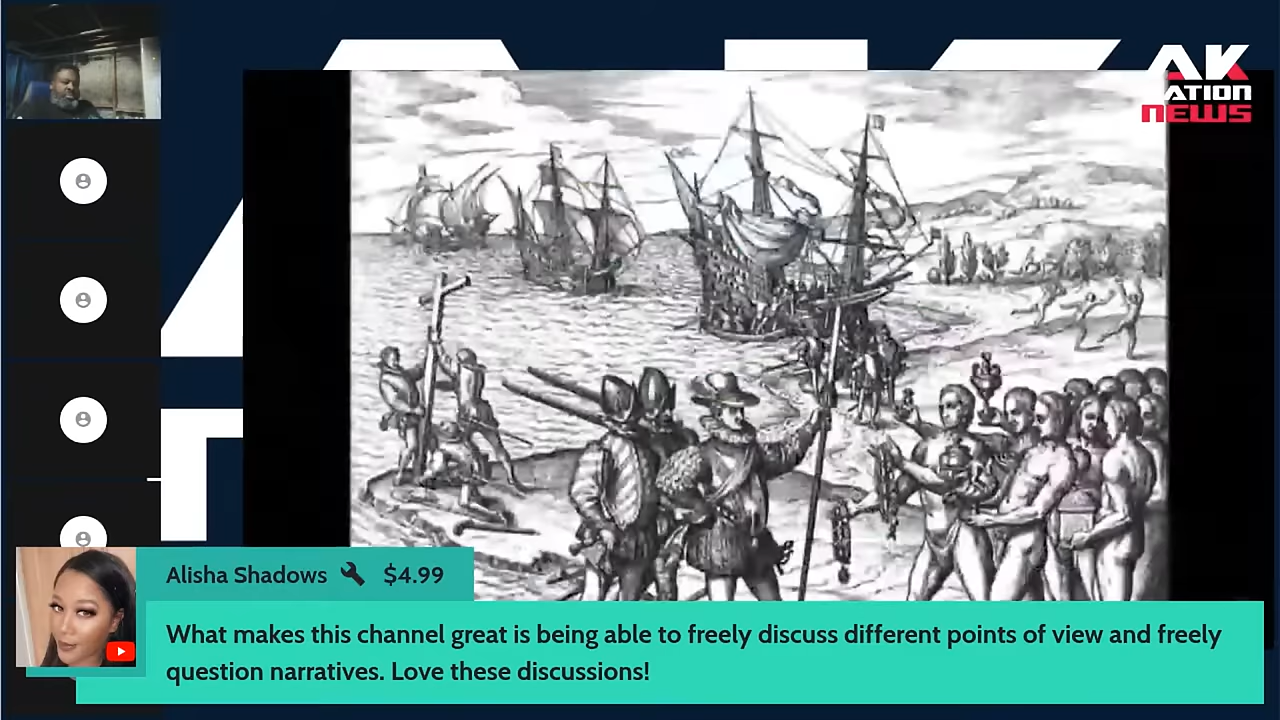 AK
NATION
NEWS
Alisha Shadows $4.99
What makes this channel great is being able to freely discuss different points of view and freely
question narratives. Love these discussions!